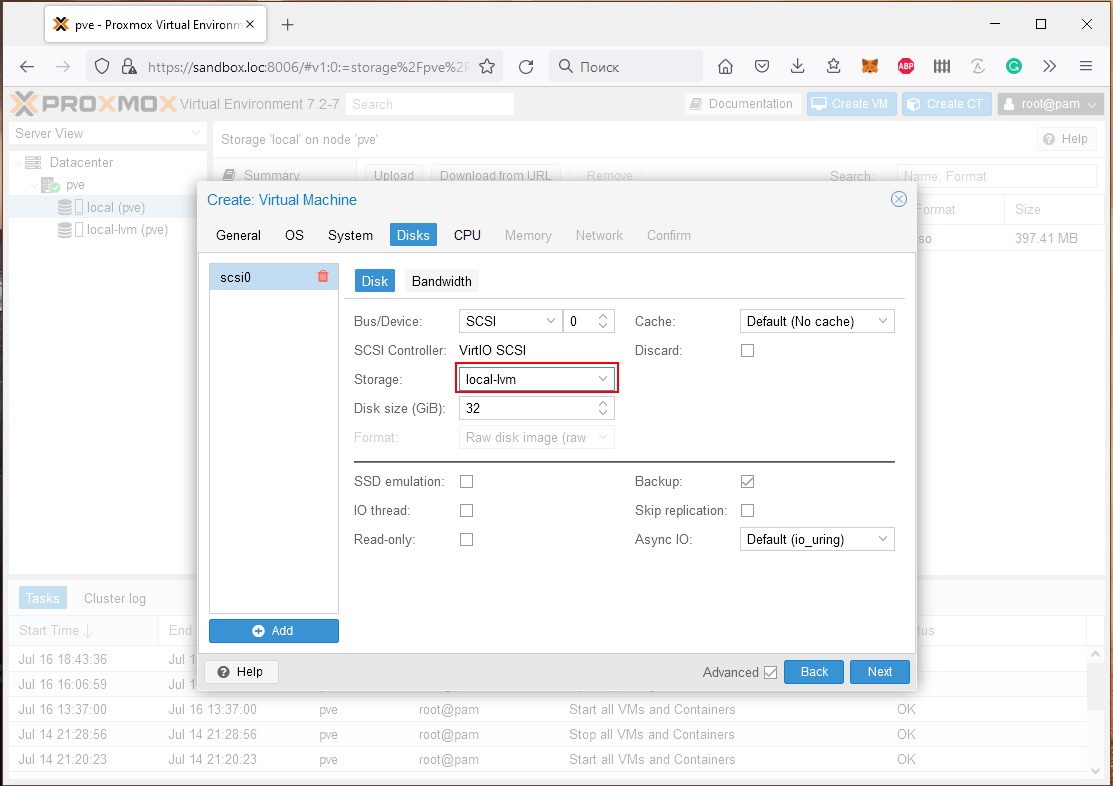 pve - Proxmox Virtual Environm
https://sandbox.loc:8006/#v1:0:=storage%2Fpve%2F
Поиск
ABP
PROXMOX Virtual Environment 7.2-7
Search
Documentation
Create VM
Create CT
root@pam
Server View
Storage 'local' on node 'pve'
Help
Datacenter
pve
local (pve)
local-lvm (pve)
Summary
Upload
Download from URL
Remove
Search:
Name, Format
Format
Size
so
397.41 MB
Create: Virtual Machine
General OS System Disks CPU Memory Network Confirm
scsi0
Disk Bandwidth
Bus/Device: SCSI 0
Cache: Default (No cache)
SCSI Controller: VirtIO SCSI
Discard:
Storage: local-lvm
Disk size (GiB): 32
Format: Raw disk image (raw
SSD emulation:
Backup:
IO thread:
Skip replication:
Read-only:
Async IO: Default (io_uring)
Add
Help
Advanced
Back
Next
Tasks Cluster log
Start Time End tus
Jul 16 18:43:36 Jul 1
Jul 16 16:06:59 Jul 1
Jul 16 13:37:00 Jul 16 13:37:00 pve root@pam Start all VMs and Containers OK
Jul 14 21:28:56 Jul 14 21:28:56 pve root@pam Stop all VMs and Containers OK
Jul 14 21:20:23 Jul 14 21:20:23 pve root@pam Start all VMs and Containers OK